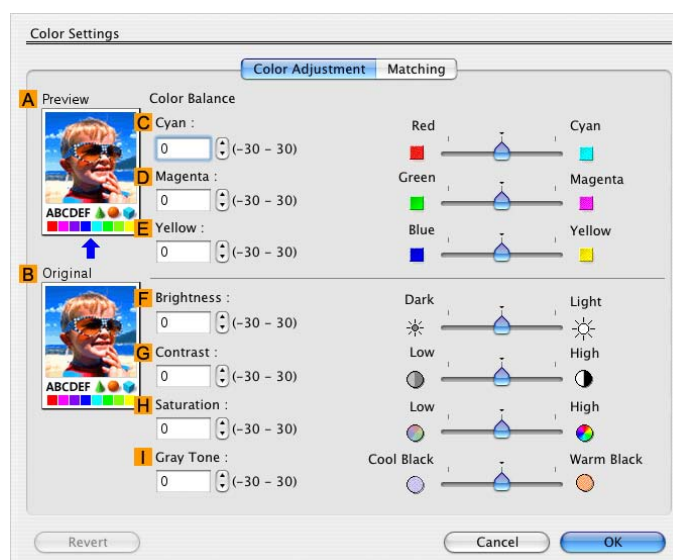 Color Settings
Color Adjustment Matching
A Preview
Color Balance
C Cyan :
0 (-30 - 30)
Red Cyan
D Magenta :
0 (-30 - 30)
Green Magenta
ABCDEF
E Yellow :
0 (-30 - 30)
Blue Yellow
B Original
F Brightness :
0 (-30 - 30)
Dark Light
G Contrast :
0 (-30 - 30)
Low High
ABCDEF
H Saturation :
0 (-30 - 30)
Low High
I Gray Tone :
0 (-30 - 30)
Cool Black Warm Black
Revert Cancel OK